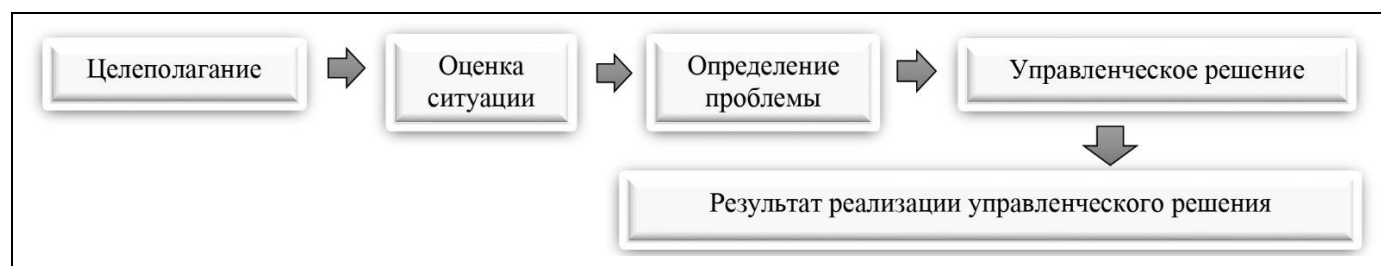 Целеполагание
Оценка
ситуации
Определение
проблемы
Управленческое решение
Результат реализации управленческого решения